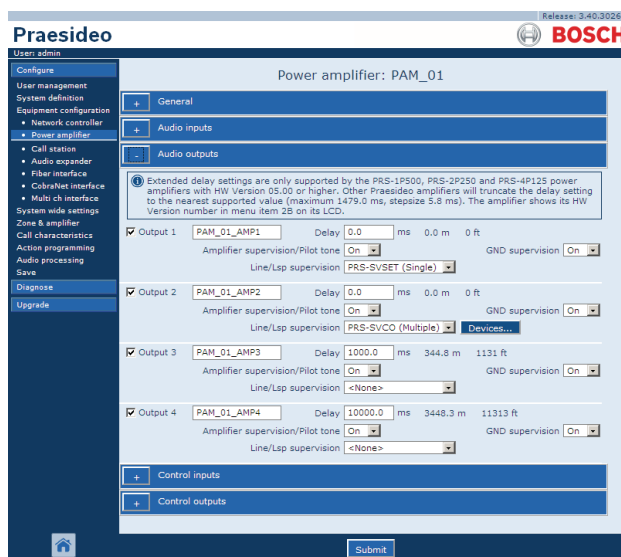 Release: 3.40.3026
Praesideo
BOSCH
User: admin
Configure
User management
System definition
Equipment configuration
• Network controller
• Power amplifier
• Call station
• Audio expander
• Fiber interface
• CobraNet interface
• Multi ch interface
System wide settings
Zone & amplifier
Call characteristics
Action programming
Audio processing
Save
Diagnose
Upgrade
Power amplifier: PAM_01
+ General
+ Audio inputs
- Audio outputs
Extended delay settings are only supported by the PRS-1P500, PRS-2P250 and PRS-4P125 power
amplifiers with HW Version 05.00 or higher. Other Praesideo amplifiers will truncate the delay setting
to the nearest supported value (maximum 1479.0 ms, stepsize 5.8 ms). The amplifier shows its HW
Version number in menu item 2B on its LCD.
Output 1 PAM_01_AMP1 Delay 0.0 ms 0.0 m 0 ft
Amplifier supervision/Pilot tone On GND supervision On
Line/Lsp supervision PRS-SVSET (Single)
Output 2 PAM_01_AMP2 Delay 0.0 ms 0.0 m 0 ft
Amplifier supervision/Pilot tone On GND supervision On
Line/Lsp supervision PRS-SVCO (Multiple) Devices...
Output 3 PAM_01_AMP3 Delay 1000.0 ms 344.8 m 1131 ft
Amplifier supervision/Pilot tone On GND supervision On
Line/Lsp supervision <None>
Output 4 PAM_01_AMP4 Delay 10000.0 ms 3448.3 m 11313 ft
Amplifier supervision/Pilot tone On GND supervision On
Line/Lsp supervision <None>
+ Control inputs
+ Control outputs
Submit